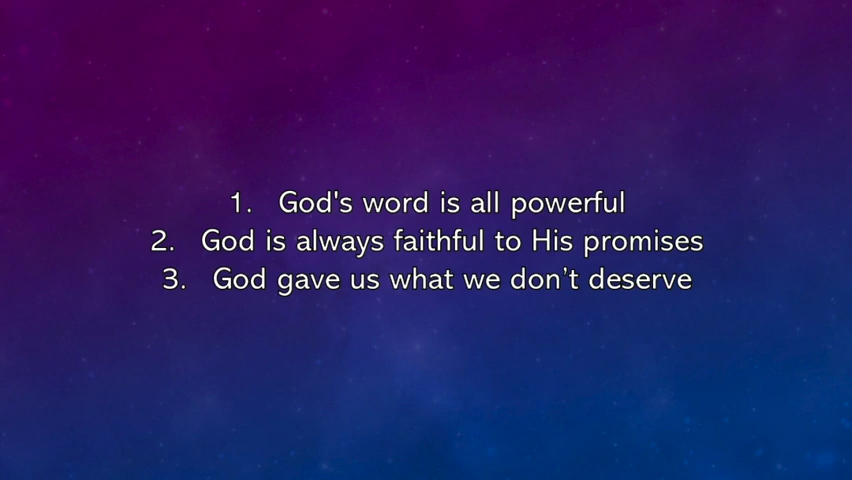 1. God's word is all powerful
2. God is always faithful to His promises
3. God gave us what we don’t deserve